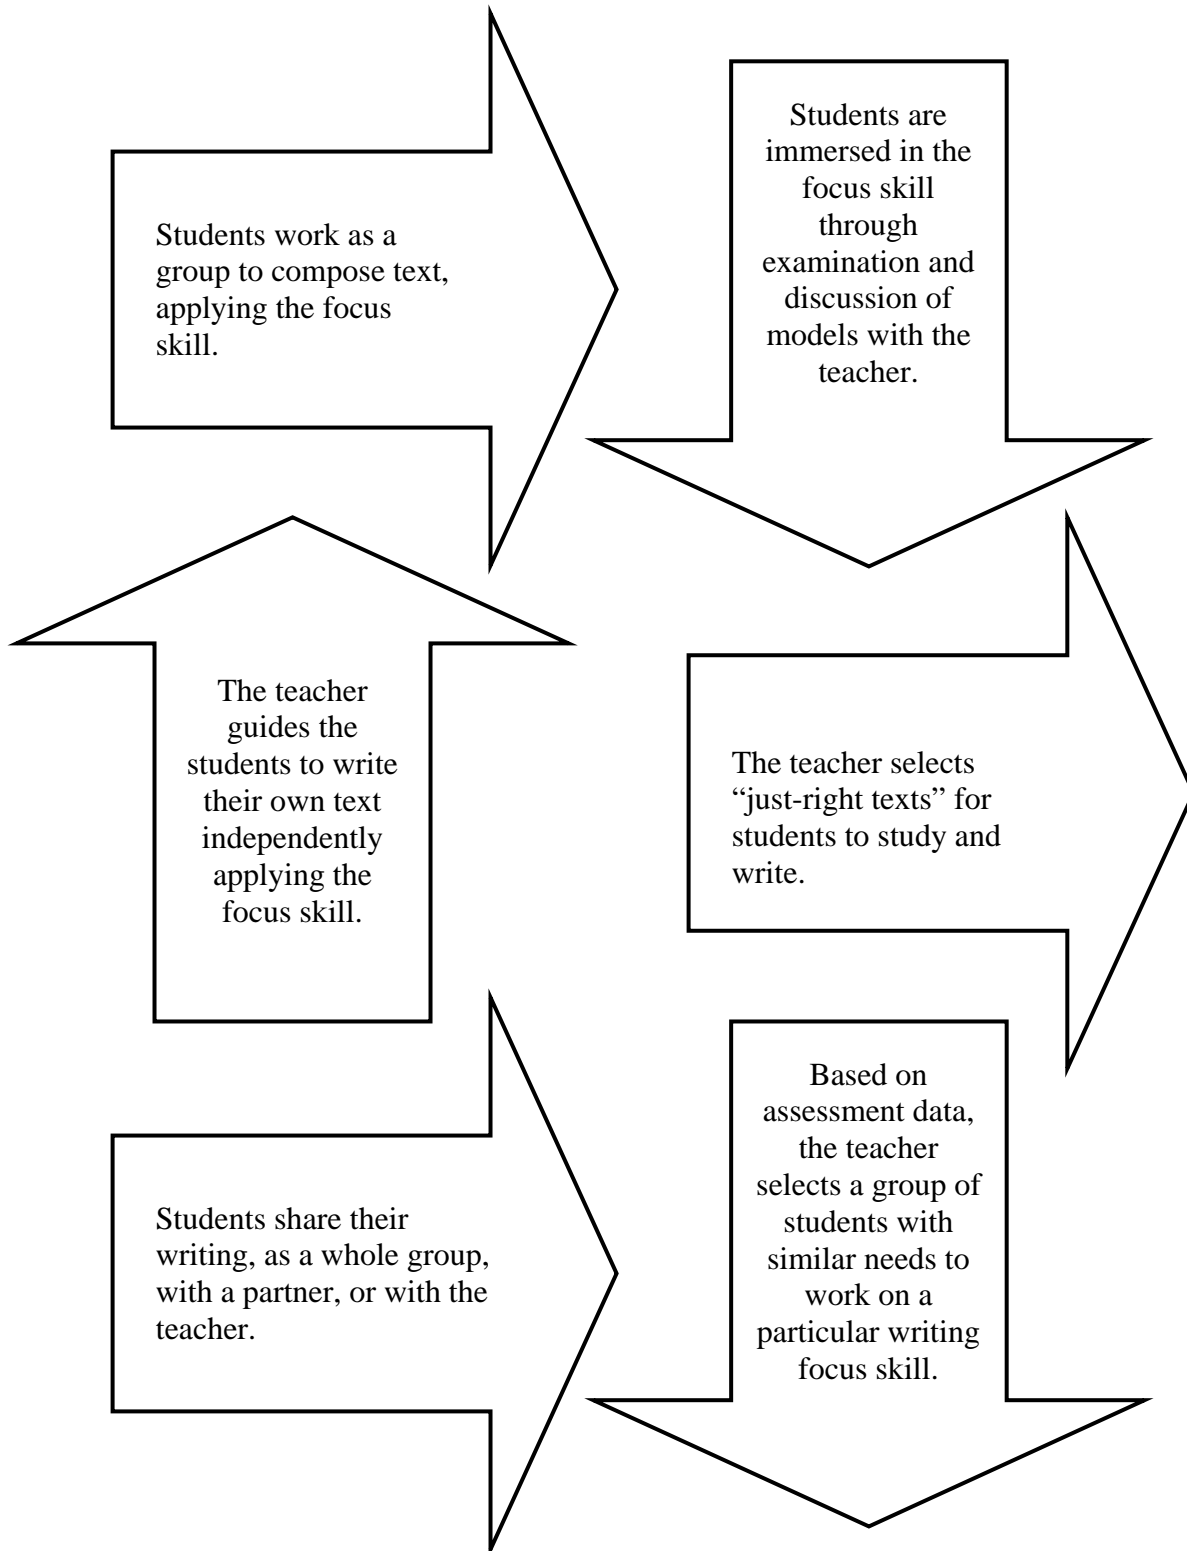 Students work as a
group to compose text,
applying the focus
skill.
Students are
immersed in the
focus skill
through
examination and
discussion of
models with the
teacher.
The teacher
guides the
students to write
their own text
independently
applying the
focus skill.
The teacher selects
“just-right texts” for
students to study and
write.
Students share their
writing, as a whole group,
with a partner, or with the
teacher.
Based on
assessment data,
the teacher
selects a group of
students with
similar needs to
work on a
particular writing
focus skill.